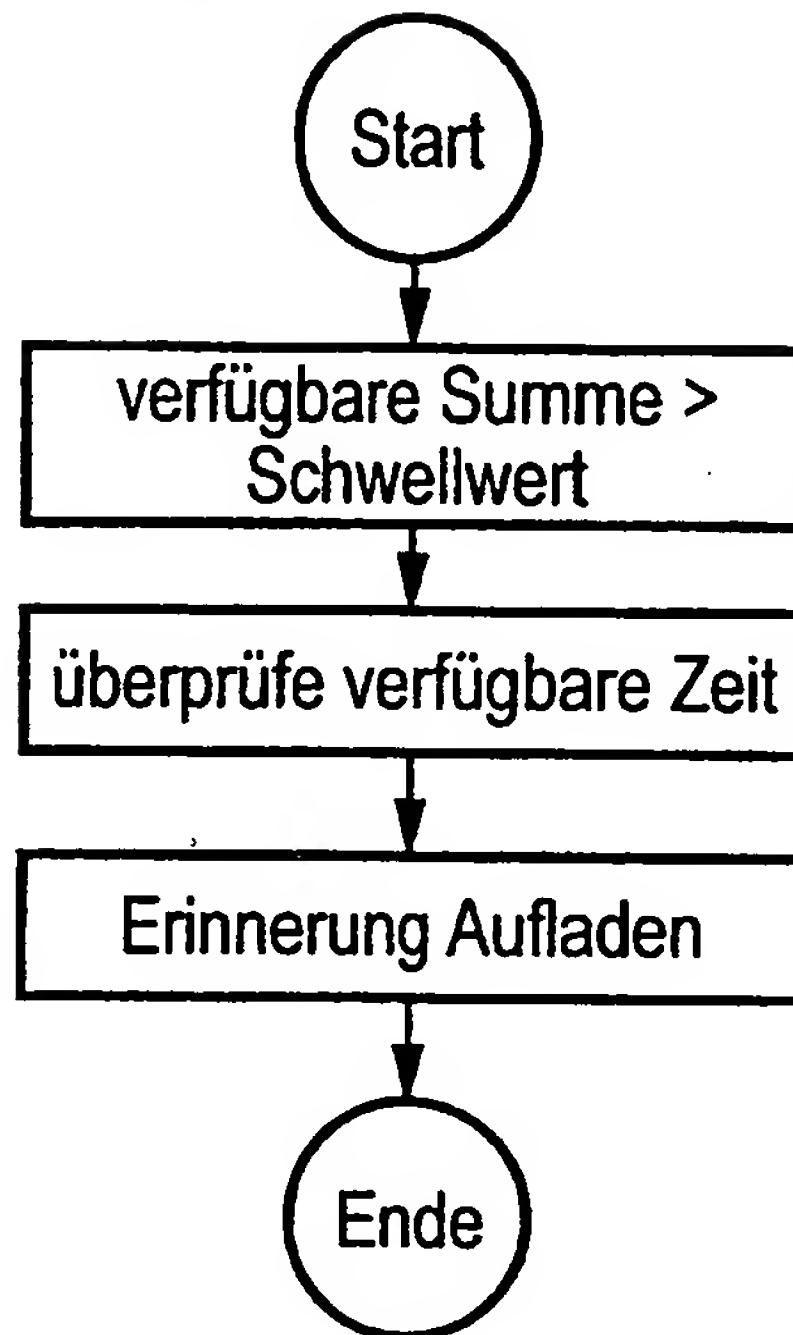 Start
verfügbare Summe >
Schwellwert
überprüfe verfügbare Zeit
Erinnerung Aufladen
Ende